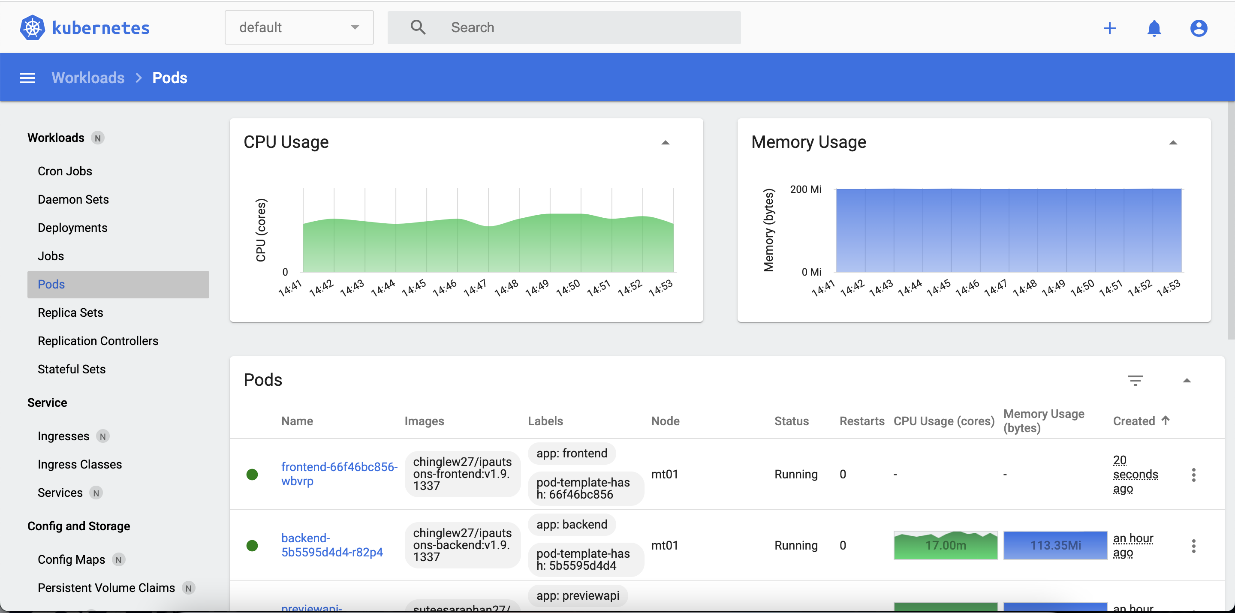 kubernetes
default
Search
Workloads > Pods
Workloads N
Cron Jobs
Daemon Sets
Deployments
Jobs
Pods
Replica Sets
Replication Controllers
Stateful Sets
Service
Ingresses N
Ingress Classes
Services N
Config and Storage
Config Maps N
Persistent Volume Claims N
CPU Usage
CPU (cores)
0
14:41 14:42 14:43 14:44 14:45 14:46 14:47 14:48 14:49 14:50 14:51 14:52 14:53
Memory Usage
Memory (bytes)
200 Mi
0 Mi
14:41 14:42 14:43 14:44 14:45 14:46 14:47 14:48 14:49 14:50 14:51 14:52 14:53
Pods
Name Images Labels Node Status Restarts CPU Usage (cores) Memory Usage
(bytes) Created
frontend-66f46bc856-
wbvrp
chinglew27/ipauts
ons-frontend:v1.9.
1337
app: frontend
pod-template-has
h: 66f46bc856
mt01
Running
0
-
-
20
seconds
ago
backend-
5b5595d4d4-r82p4
chinglew27/ipauts
ons-backend:v1.9.
1337
app: backend
pod-template-has
h: 5b5595d4d4
mt01
Running
0
17.00m
113.35Mi
an hour
ago
previewapi-
suteesaraphan27/
app: previewapi
an hour